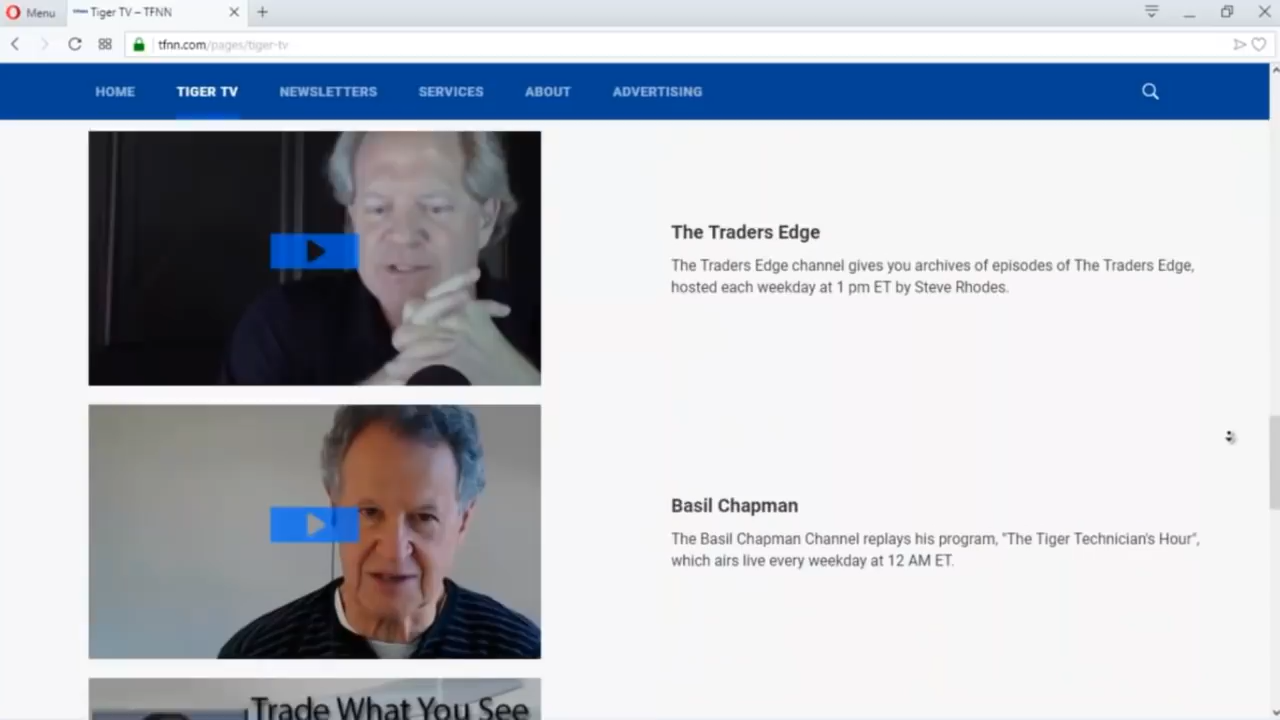 Menu
Tiger TV – TFNN
tfnn.com/pages/tiger-tv
HOME TIGER TV NEWSLETTERS SERVICES ABOUT ADVERTISING
The Traders Edge
The Traders Edge channel gives you archives of episodes of The Traders Edge,
hosted each weekday at 1 pm ET by Steve Rhodes.
Basil Chapman
The Basil Chapman Channel replays his program, "The Tiger Technician's Hour",
which airs live every weekday at 12 AM ET.
Trade What You See